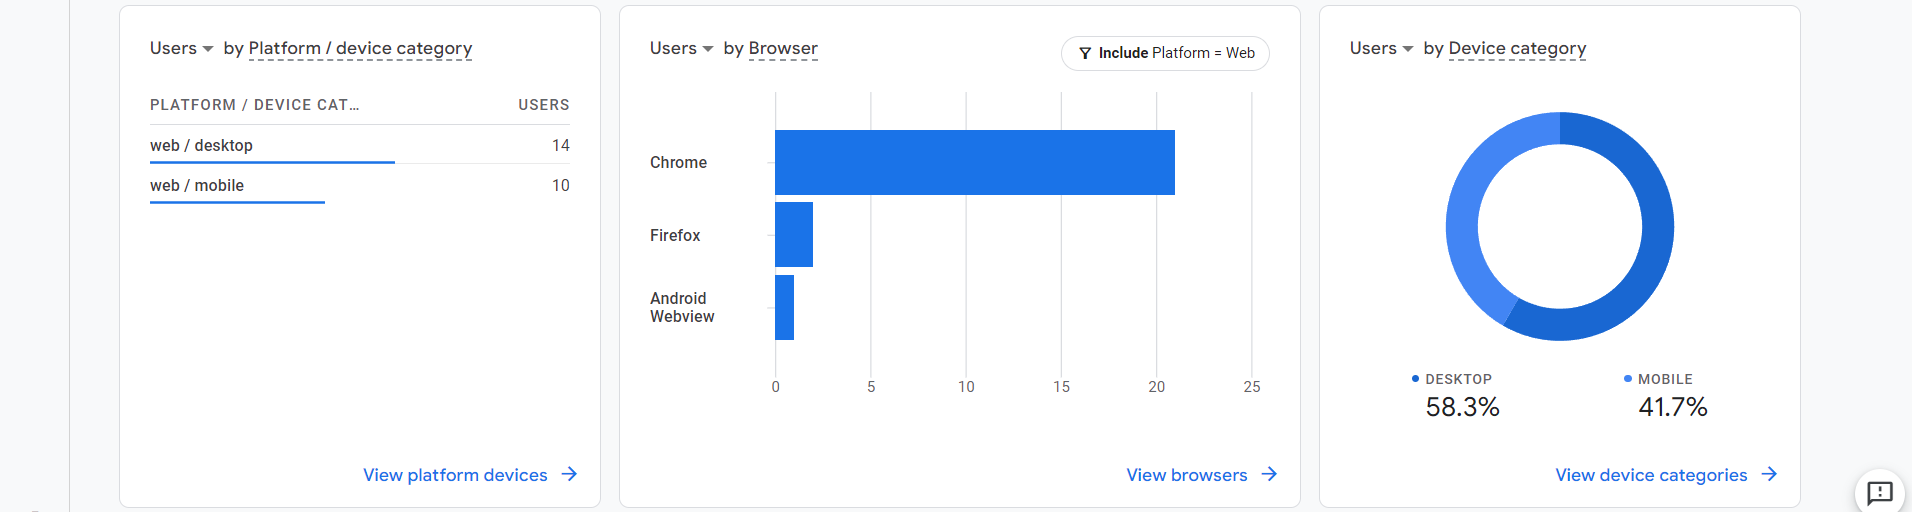 Users by Platform / device category
PLATFORM / DEVICE CAT… USERS
web / desktop 14
web / mobile 10
View platform devices
Users by Browser
Include Platform = Web
Chrome
Firefox
Android
Webview
0 5 10 15 20 25
View browsers
Users by Device category
DESKTOP
58.3%
MOBILE
41.7%
View device categories